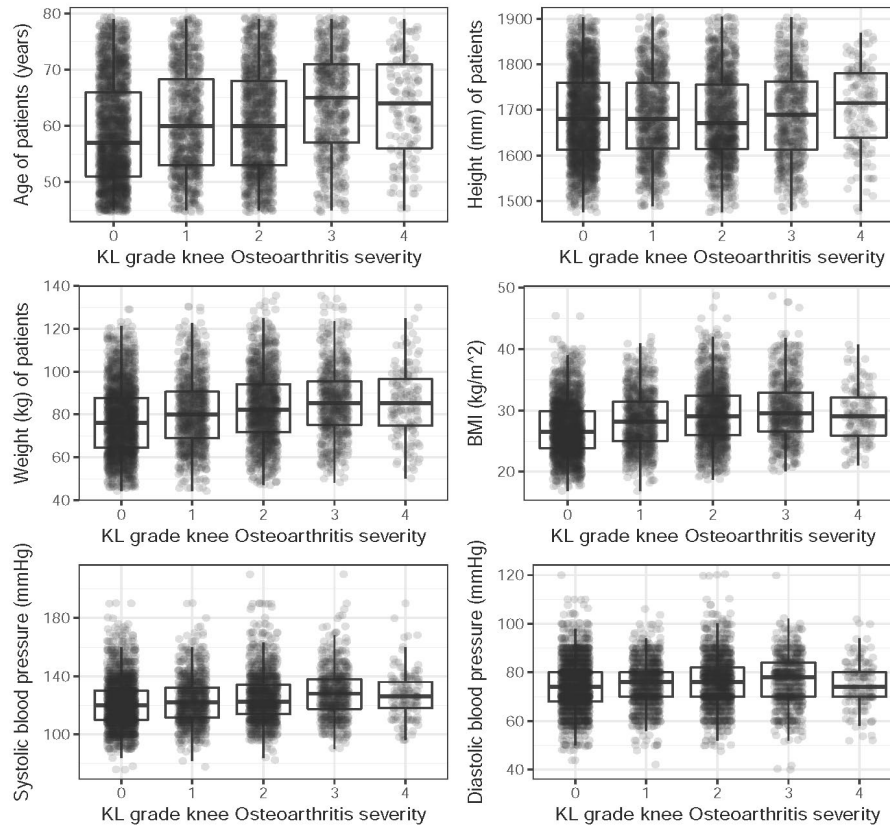 Age of patients (years)
80
70
60
50
0 1 2 3 4
KL grade knee Osteoarthritis severity
Height (mm) of patients
1900
1800
1700
1600
1500
0 1 2 3 4
KL grade knee Osteoarthritis severity
Weight (kg) of patients
140
120
100
80
60
40
0 1 2 3 4
KL grade knee Osteoarthritis severity
BMI (kg/m^2)
50
40
30
20
0 1 2 3 4
KL grade knee Osteoarthritis severity
Systolic blood pressure (mmHg)
180
140
100
0 1 2 3 4
KL grade knee Osteoarthritis severity
Diastolic blood pressure (mmHg)
120
100
80
60
40
0 1 2 3 4
KL grade knee Osteoarthritis severity